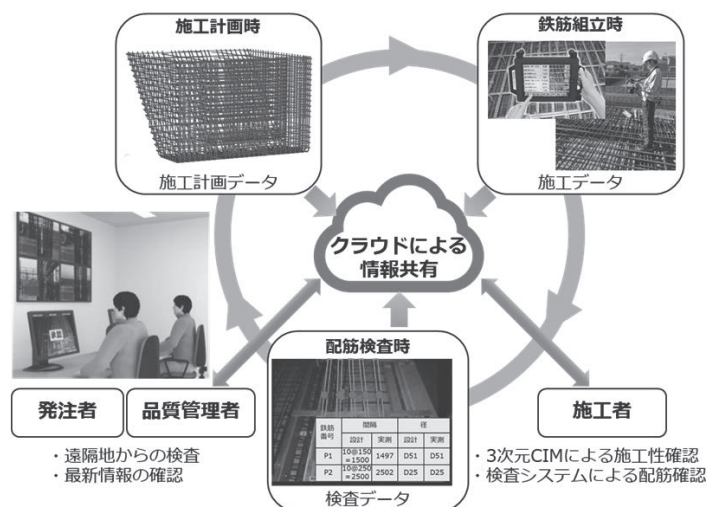 施工計画時
施工計画データ
鉄筋組立時
施工データ
クラウドによる
情報共有
配筋検査時
鉄筋
番号
間隔
径
設計
実測
設計
実測
P1
10@150
=1500
1497
D51
D51
P2
10@250
=2500
2502
D25
D25
検査データ
発注者
品質管理者
・遠隔地からの検査
・最新情報の確認
施工者
・3次元CIMによる施工性確認
・検査システムによる配筋確認